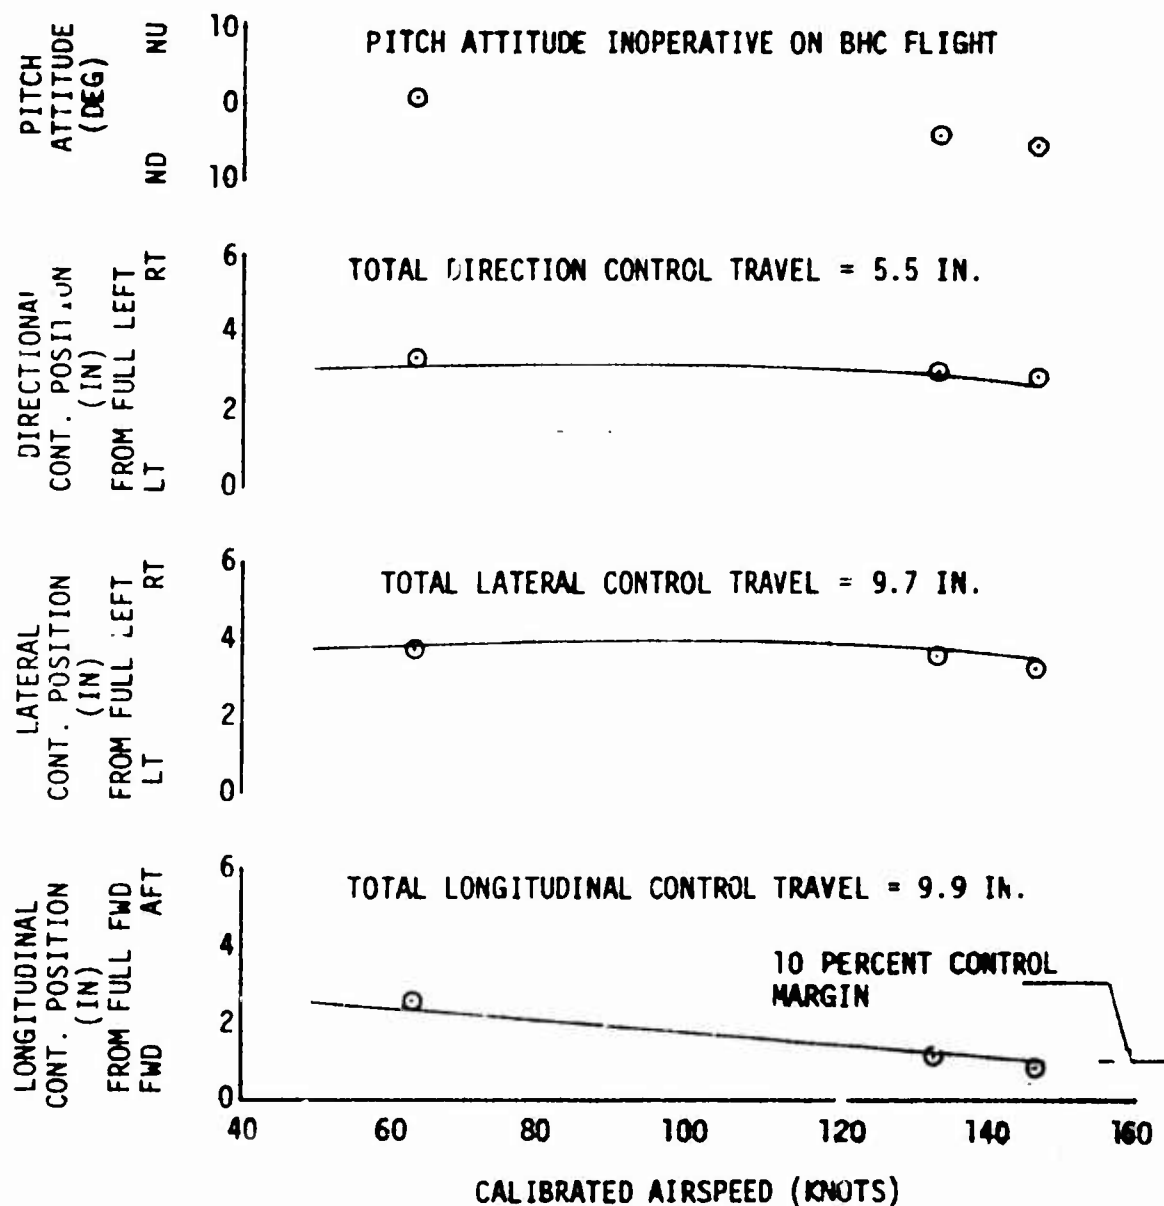 PITCH
ATTITUDE
(DEG)
ND NU
10
0
10
PITCH ATTITUDE INOPERATIVE ON BHC FLIGHT
DIRECTIONAL
CONT. POSITION
(IN)
FROM FULL LEFT
LT RT
6
4
2
0
TOTAL DIRECTION CONTROL TRAVEL = 5.5 IN.
LATERAL
CONT. POSITION
(IN)
FROM FULL LEFT
LT RT
6
4
2
0
TOTAL LATERAL CONTROL TRAVEL = 9.7 IN.
LONGITUDINAL
CONT. POSITION
(IN)
FROM FULL FWD
FWD AFT
6
4
2
0
TOTAL LONGITUDINAL CONTROL TRAVEL = 9.9 IN.
10 PERCENT CONTROL
MARGIN
40 60 80 100 120 140 160
CALIBRATED AIRSPEED (KNOTS)